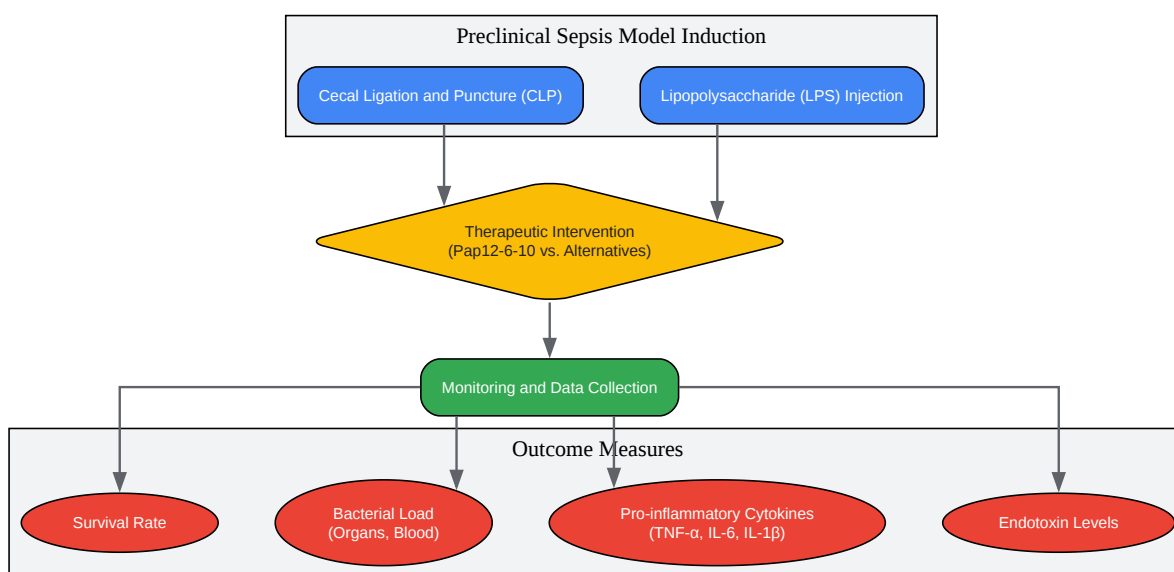 Preclinical Sepsis Model Induction
Cecal Ligation and Puncture (CLP)
Lipopolysaccharide (LPS) Injection
Therapeutic Intervention
(Pap12-6-10 vs. Alternatives)
Monitoring and Data Collection
Outcome Measures
Survival Rate
Bacterial Load
(Organs, Blood)
Pro-inflammatory Cytokines
(TNF-α, IL-6, IL-1β)
Endotoxin Levels